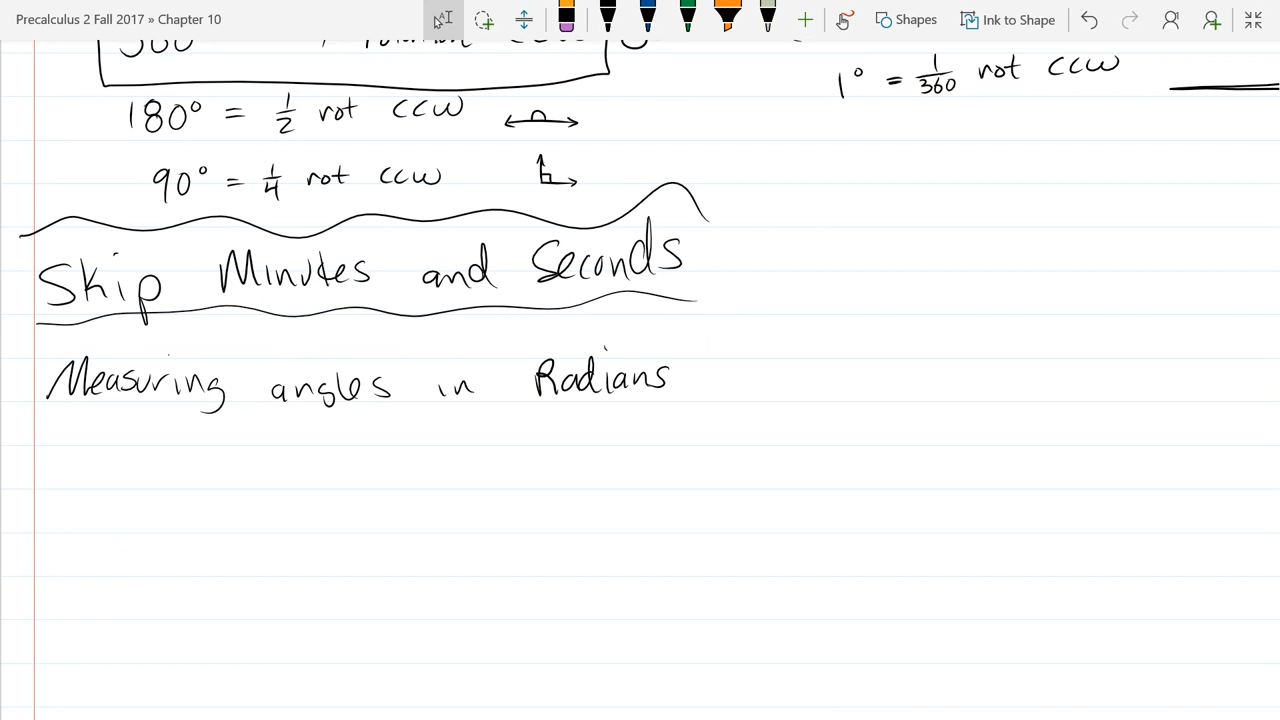 Precalculus 2 Fall 2017 » Chapter 10
Shapes
Ink to Shape
360
1° = 1/360 rot CCW
180° = 1/2 rot CCW
90° = 1/4 rot CCW
Skip Minutes and Seconds
Measuring angles in Radians